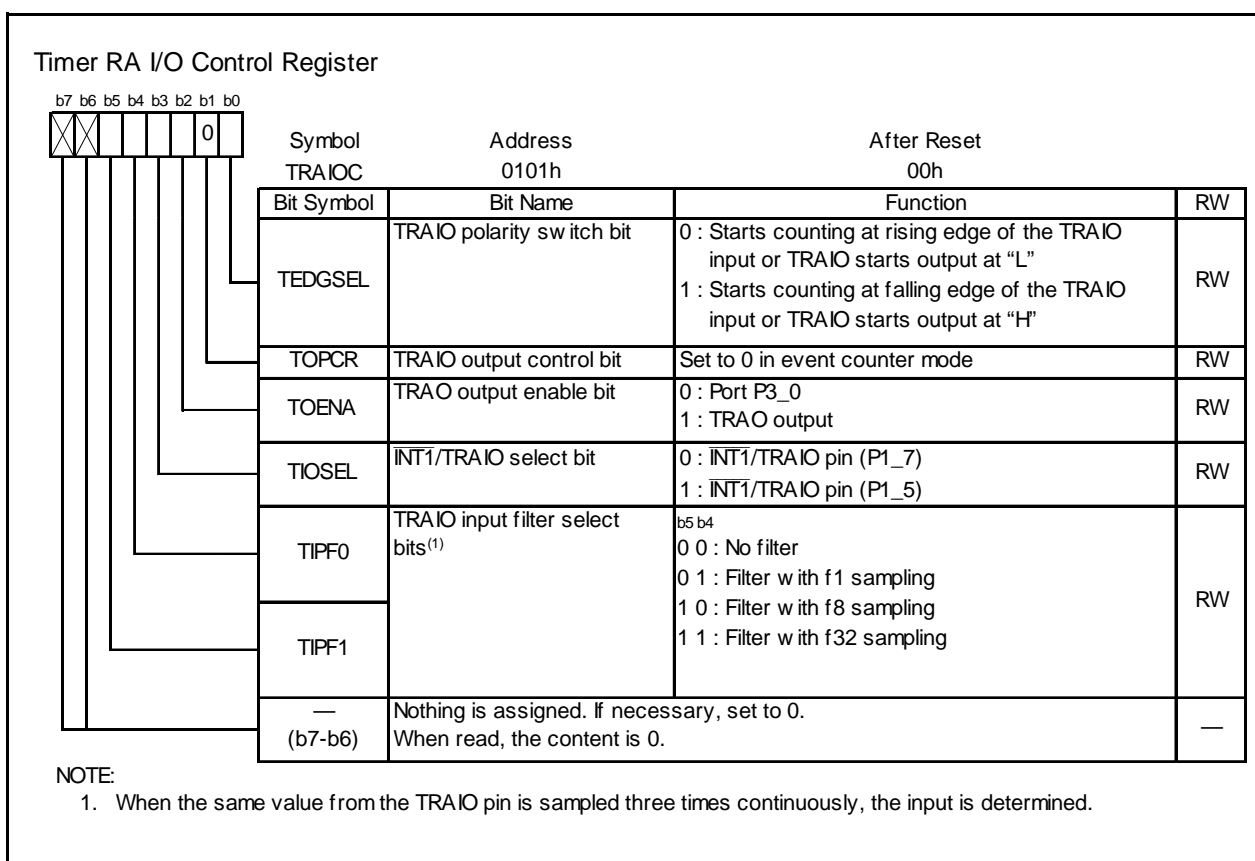 Timer RA I/O Control Register
b7 b6 b5 b4 b3 b2 b1 b0
0
Symbol Address After Reset
TRAIOC 0101h 00h
Bit Symbol Bit Name Function RW
TEDGSEL TRAIO polarity switch bit 0 : Starts counting at rising edge of the TRAIO
input or TRAIO starts output at “L”
1 : Starts counting at falling edge of the TRAIO
input or TRAIO starts output at “H”
RW
TOPCR TRAIO output control bit Set to 0 in event counter mode RW
TOENA TRAO output enable bit 0 : Port P3_0
1 : TRAO output
RW
TIOSEL INT1/TRAIO select bit 0 : INT1/TRAIO pin (P1_7)
1 : INT1/TRAIO pin (P1_5)
RW
TIPF0 TRAIO input filter select
bits(1)
b5 b4
0 0 : No filter
0 1 : Filter with f1 sampling
1 0 : Filter with f8 sampling
1 1 : Filter with f32 sampling
RW
TIPF1
—
(b7-b6)
Nothing is assigned. If necessary, set to 0.
When read, the content is 0.
—
NOTE:
1. When the same value from the TRAIO pin is sampled three times continuously, the input is determined.